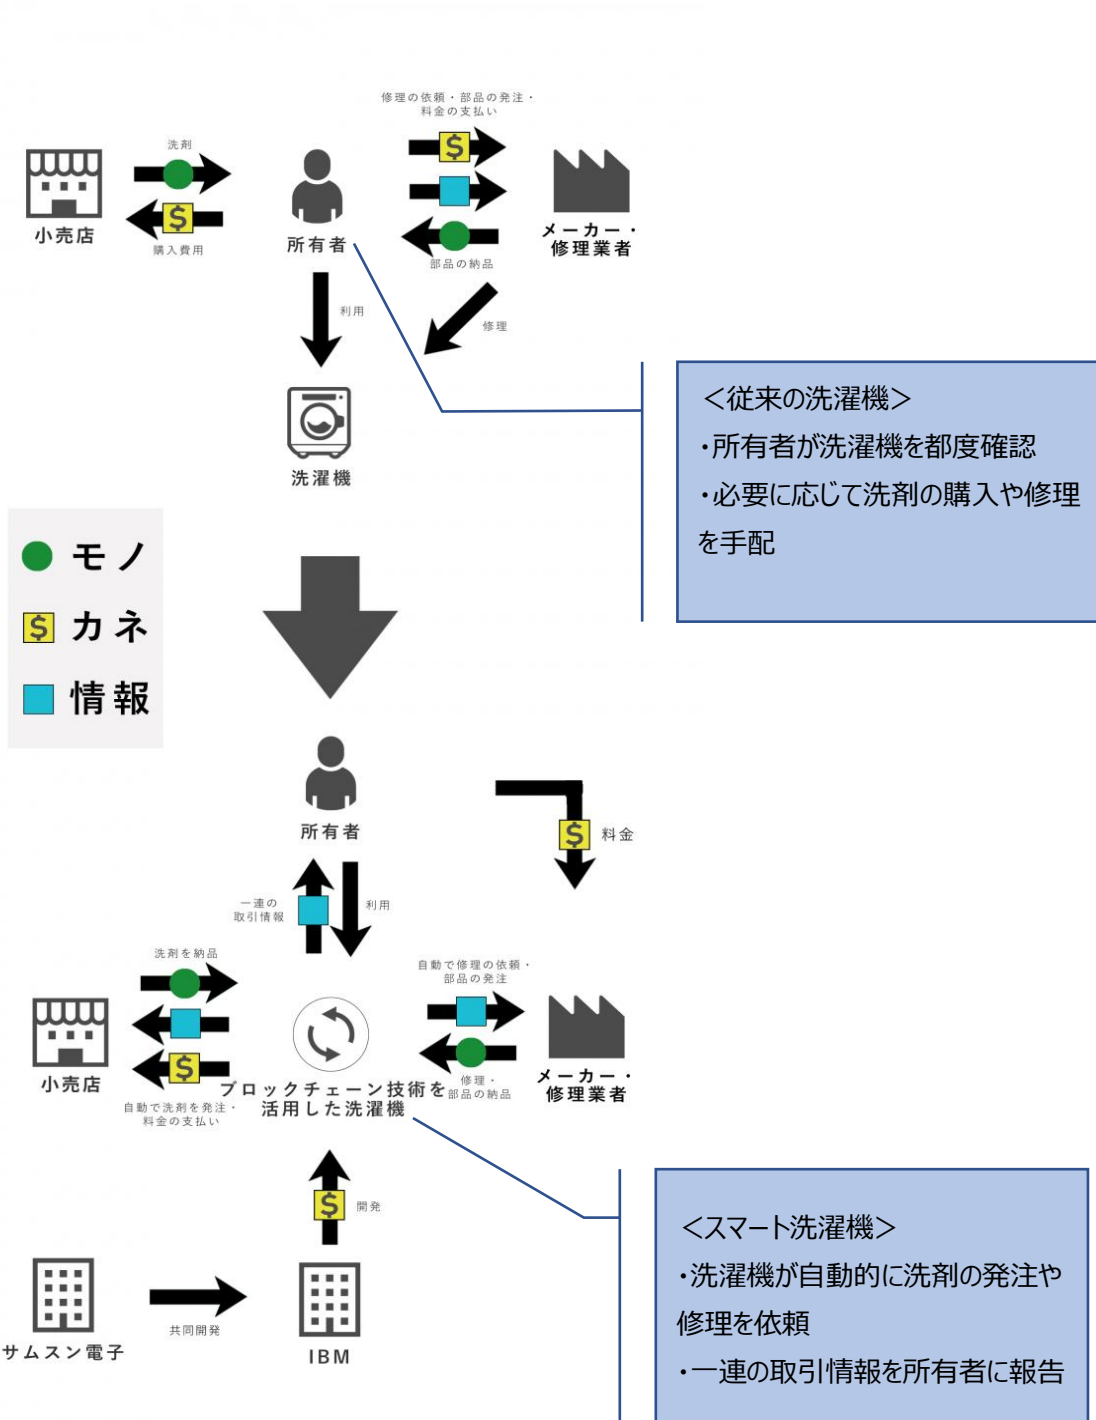 修理の依頼・部品の発注・
料金の支払い
洗剤
$
$
小売店
購入費用
所有者
部品の納品
メーカー・
修理業者
利用
修理
洗濯機
＜従来の洗濯機＞
・所有者が洗濯機を都度確認
・必要に応じて洗剤の購入や修理
を手配
モノ
$ カネ
情報
所有者
$ 料金
一連の
取引情報
利用
洗剤を納品
自動で修理の依頼・
部品の発注
$
小売店
自動で洗剤を発注・
料金の支払い
ブロックチェーン技術を
活用した洗濯機
修理・
部品の納品
メーカー・
修理業者
$ 開発
サムスン電子
共同開発
IBM
＜スマート洗濯機＞
・洗濯機が自動的に洗剤の発注や
修理を依頼
・一連の取引情報を所有者に報告